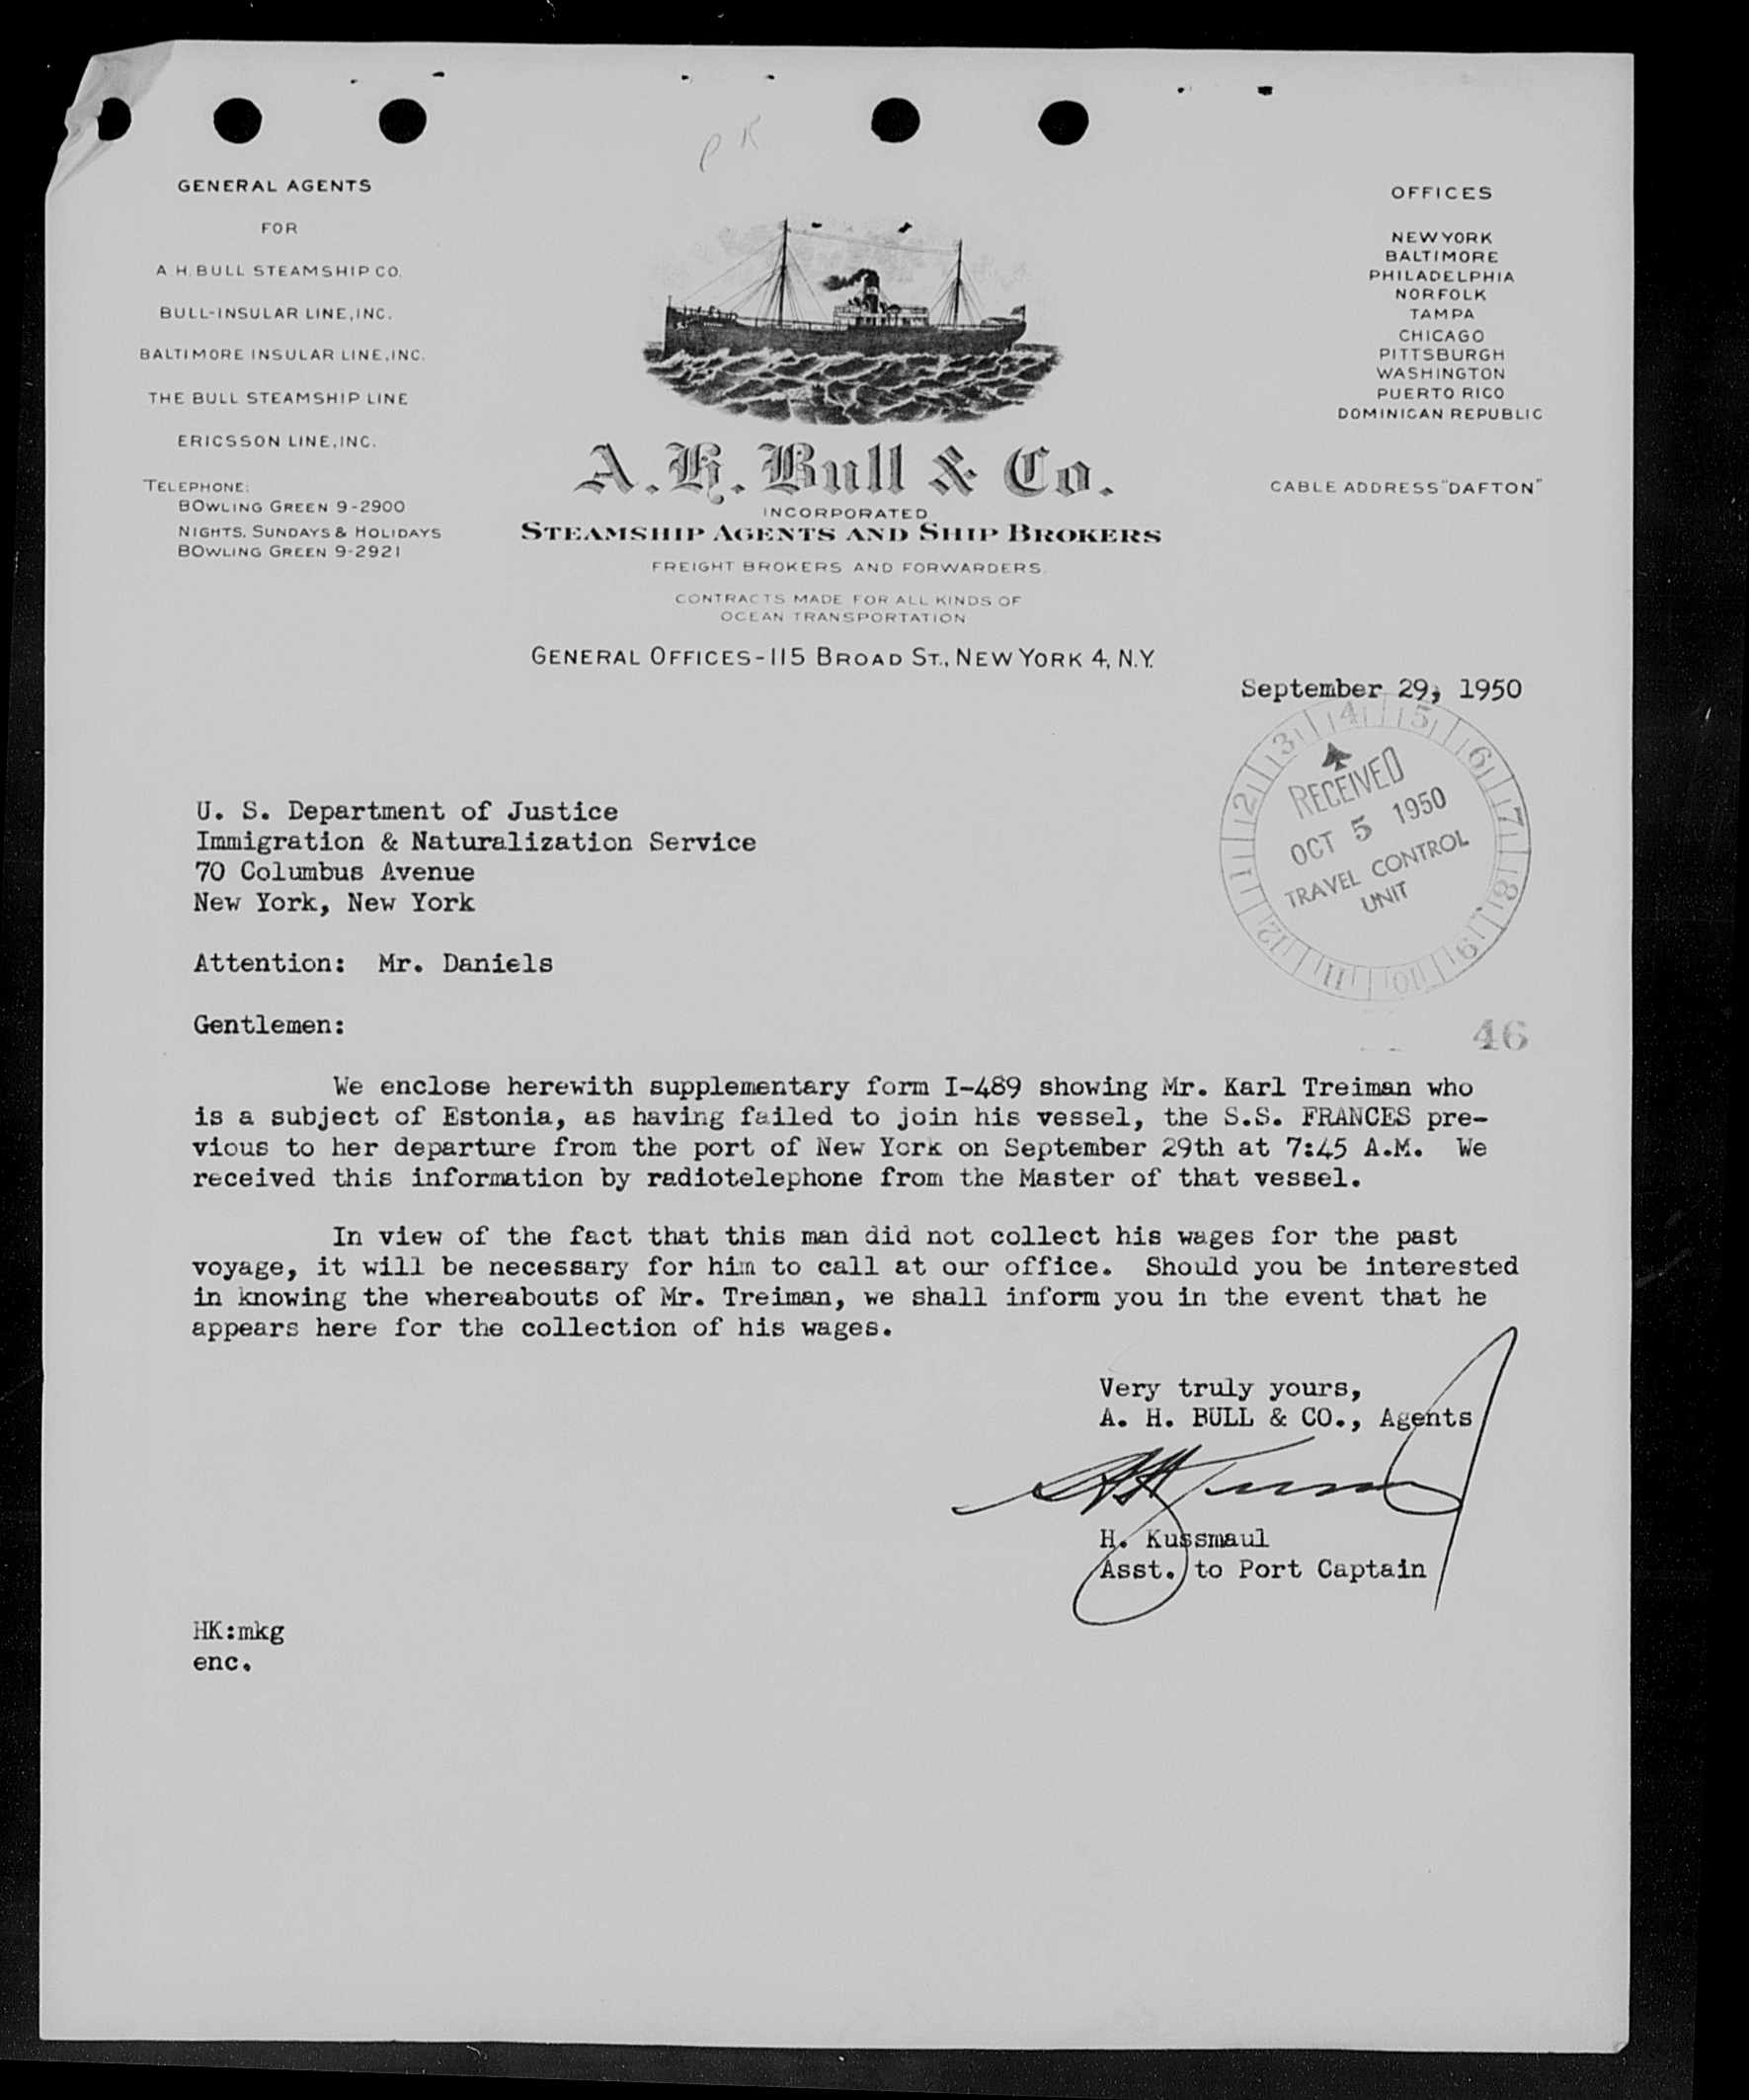 P K
GENERAL AGENTS
FOR
A.H. BULL STEAMSHIP CO.
BULL-INSULAR LINE, INC.
BALTIMORE INSULAR LINE, INC.
THE BULL STEAMSHIP LINE
ERICSSON LINE, INC.
TELEPHONE:
BOWLING GREEN 9-2900
NIGHTS, SUNDAYS & HOLIDAYS
BOWLING GREEN 9-2921
A.H. Bull & Co.
INCORPORATED
STEAMSHIP AGENTS AND SHIP BROKERS
FREIGHT BROKERS AND FORWARDERS.
CONTRACTS MADE FOR ALL KINDS OF
OCEAN TRANSPORTATION
GENERAL OFFICES-115 BROAD ST., NEW YORK 4, N.Y.
OFFICES
NEW YORK
BALTIMORE
PHILADELPHIA
NORFOLK
TAMPA
CHICAGO
PITTSBURGH
WASHINGTON
PUERTO RICO
DOMINICAN REPUBLIC
CABLE ADDRESS "DAFTON"
September 29, 1950
1 2 3 4 5 6 7 8 9 10 11 12
RECEIVED
OCT 5 1950
TRAVEL CONTROL
UNIT
U. S. Department of Justice
Immigration & Naturalization Service
70 Columbus Avenue
New York, New York
Attention: Mr. Daniels
Gentlemen:
46
We enclose herewith supplementary form I-489 showing Mr. Karl Treiman who
is a subject of Estonia, as having failed to join his vessel, the S.S. FRANCES pre-
vious to her departure from the port of New York on September 29th at 7:45 A.M. We
received this information by radiotelephone from the Master of that vessel.
In view of the fact that this man did not collect his wages for the past
voyage, it will be necessary for him to call at our office. Should you be interested
in knowing the whereabouts of Mr. Treiman, we shall inform you in the event that he
appears here for the collection of his wages.
Very truly yours,
A. H. BULL & CO., Agents
H. Kussmaul
Asst. to Port Captain
HK:mkg
enc.